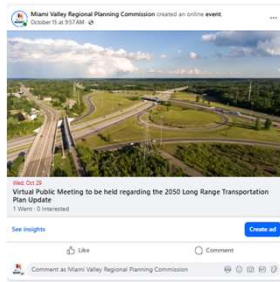 Miami Valley Regional Planning Commission created an online event.
October 15 at 9:57 AM
Wed, Oct 29
Virtual Public Meeting to be held regarding the 2050 Long Range Transportation
Plan Update
1 Went · 0 Interested
See insights
Create ad
Like
Comment
Comment as Miami Valley Regional Planning Commission